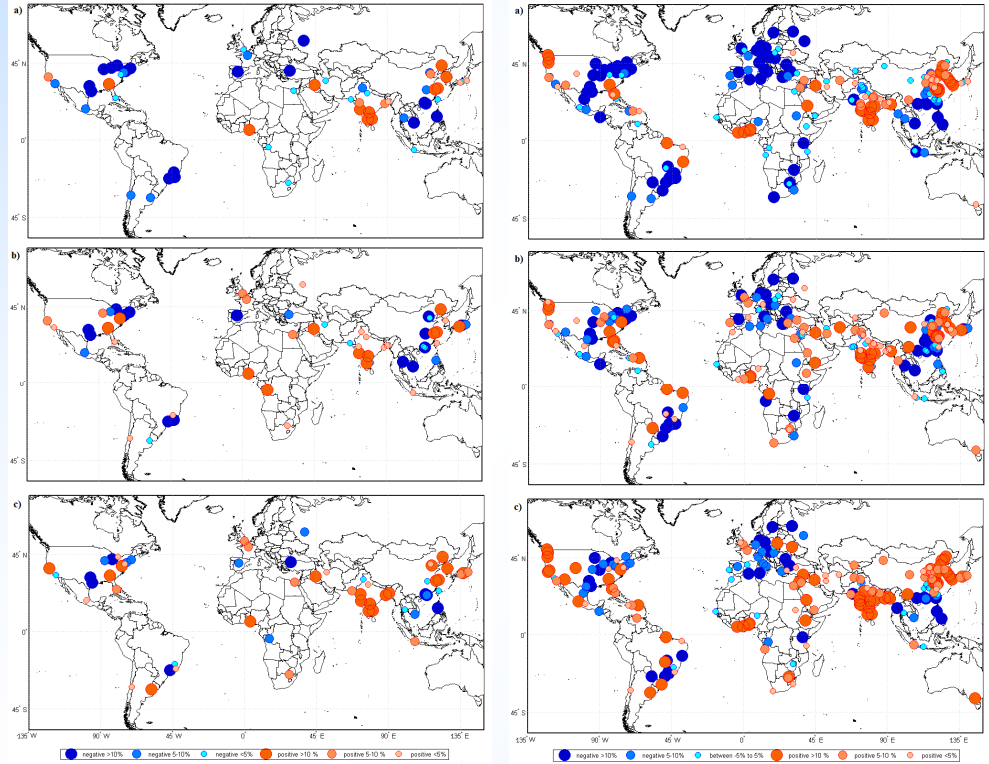 a)
45° N
0°
45° S
b)
45° N
0°
45° S
c)
45° N
0°
45° S
135° W
90° W
45° W
0°
45° E
90° E
135° E
negative >10%
negative 5-10%
negative <5%
positive >10 %
positive 5-10 %
positive <5%
a)
45° N
0°
45° S
b)
45° N
0°
45° S
c)
45° N
0°
45° S
135° W
90° W
45° W
0°
45° E
90° E
135° E
negative >10%
negative 5-10%
between -5% to 5%
positive >10 %
positive 5-10 %
positive <5%